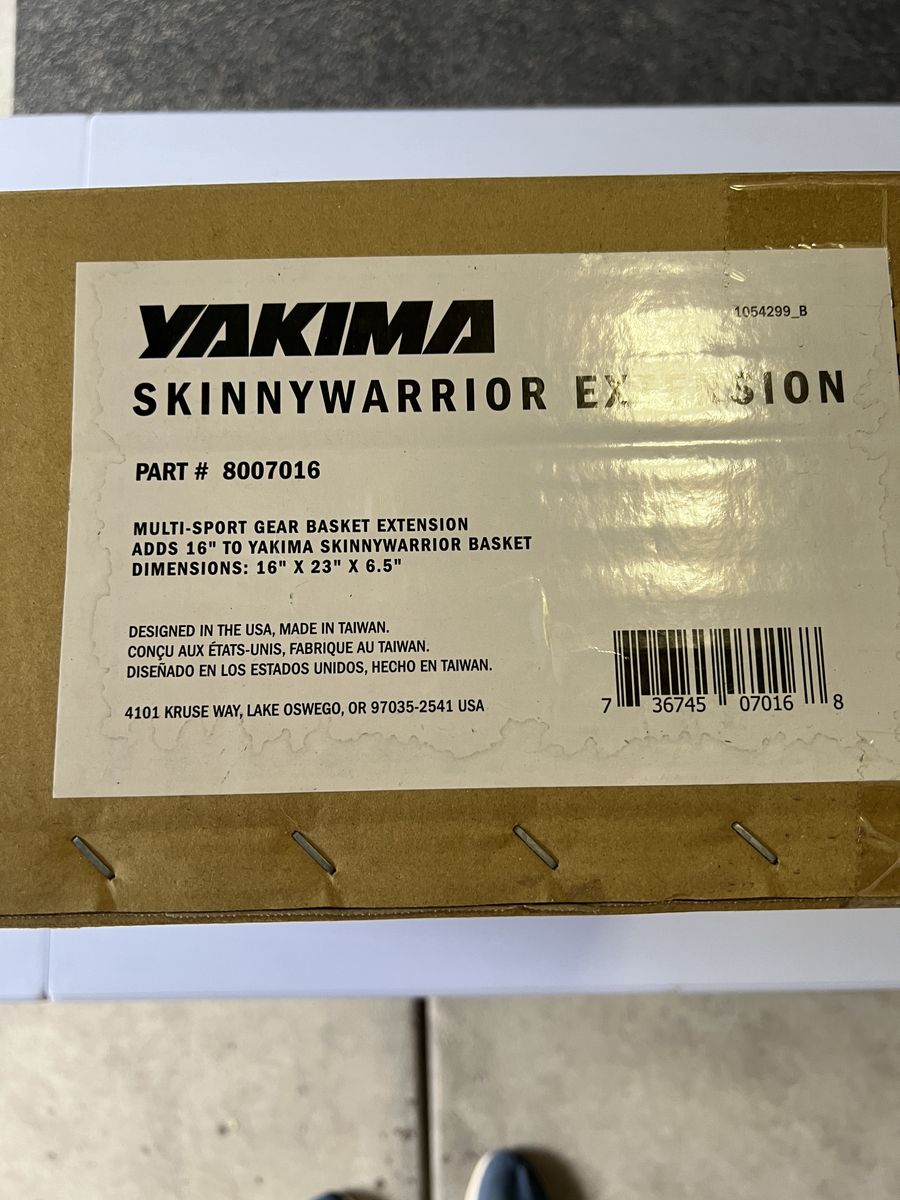 YAKIMA
1054299_B
SKINNYWARRIOR EXTENSION
PART # 8007016
MULTI-SPORT GEAR BASKET EXTENSION
ADDS 16" TO YAKIMA SKINNYWARRIOR BASKET
DIMENSIONS: 16" X 23" X 6.5"
DESIGNED IN THE USA, MADE IN TAIWAN.
CONÇU AUX ÉTATS-UNIS, FABRIQUE AU TAIWAN.
DISEÑADO EN LOS ESTADOS UNIDOS, HECHO EN TAIWAN.
4101 KRUSE WAY, LAKE OSWEGO, OR 97035-2541 USA
7 36745 07016 8